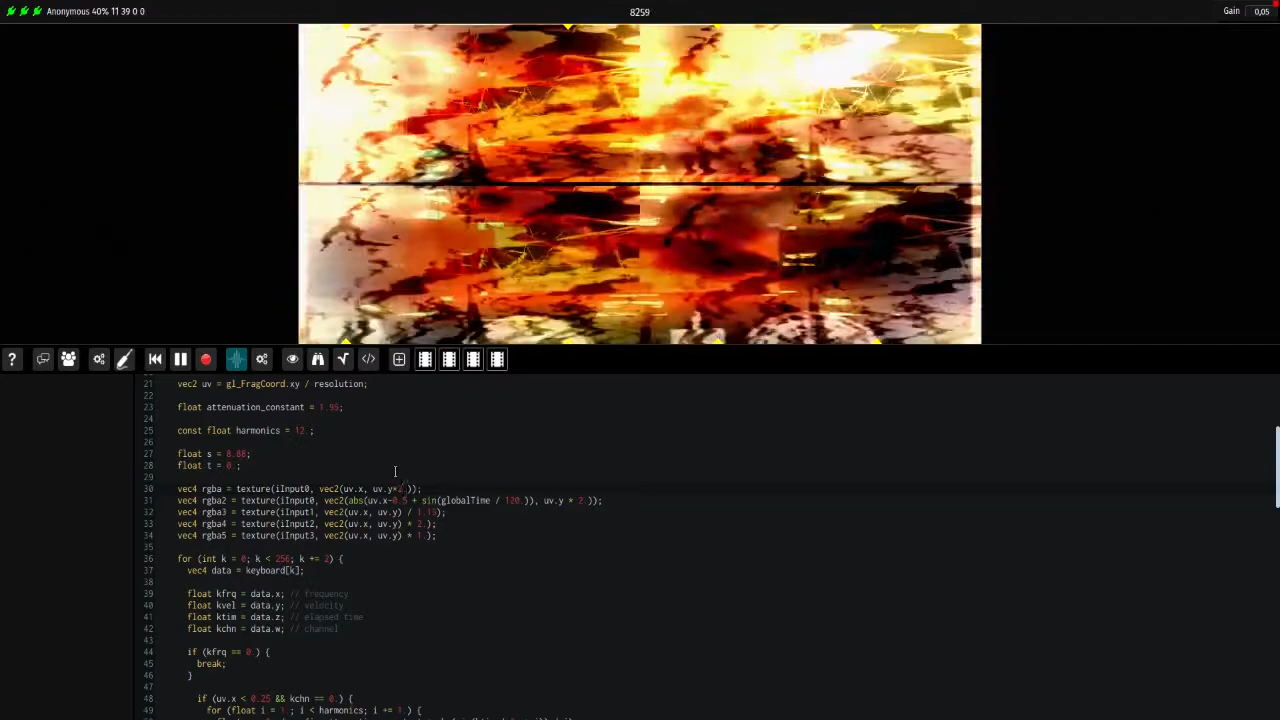 Anonymous 40% 11 39 0 0
8259
Gain 0,05
21 vec2 uv = gl_FragCoord.xy / resolution;
22
23 float attenuation_constant = 1.95;
24
25 const float harmonics = 12.;
26
27 float s = 8.88;
28 float t = 0.;
29
30 vec4 rgba = texture(iInput0, vec2(uv.x, uv.y*2.));
31 vec4 rgba2 = texture(iInput0, vec2(abs(uv.x-0.5 + sin(globalTime / 120.)), uv.y * 2.));
32 vec4 rgba3 = texture(iInput1, vec2(uv.x, uv.y) / 1.15);
33 vec4 rgba4 = texture(iInput2, vec2(uv.x, uv.y) * 2.);
34 vec4 rgba5 = texture(iInput3, vec2(uv.x, uv.y) * 1.);
35
36 for (int k = 0; k < 256; k += 2) {
37 vec4 data = keyboard[k];
38
39 float kfrq = data.x; // frequency
40 float kvel = data.y; // velocity
41 float ktim = data.z; // elapsed time
42 float kchn = data.w; // channel
43
44 if (kfrq == 0.) {
45 break;
46 }
47
48 if (uv.x < 0.25 && kchn == 0.) {
49 for (float i = 1.; i < harmonics; i += 1.) {